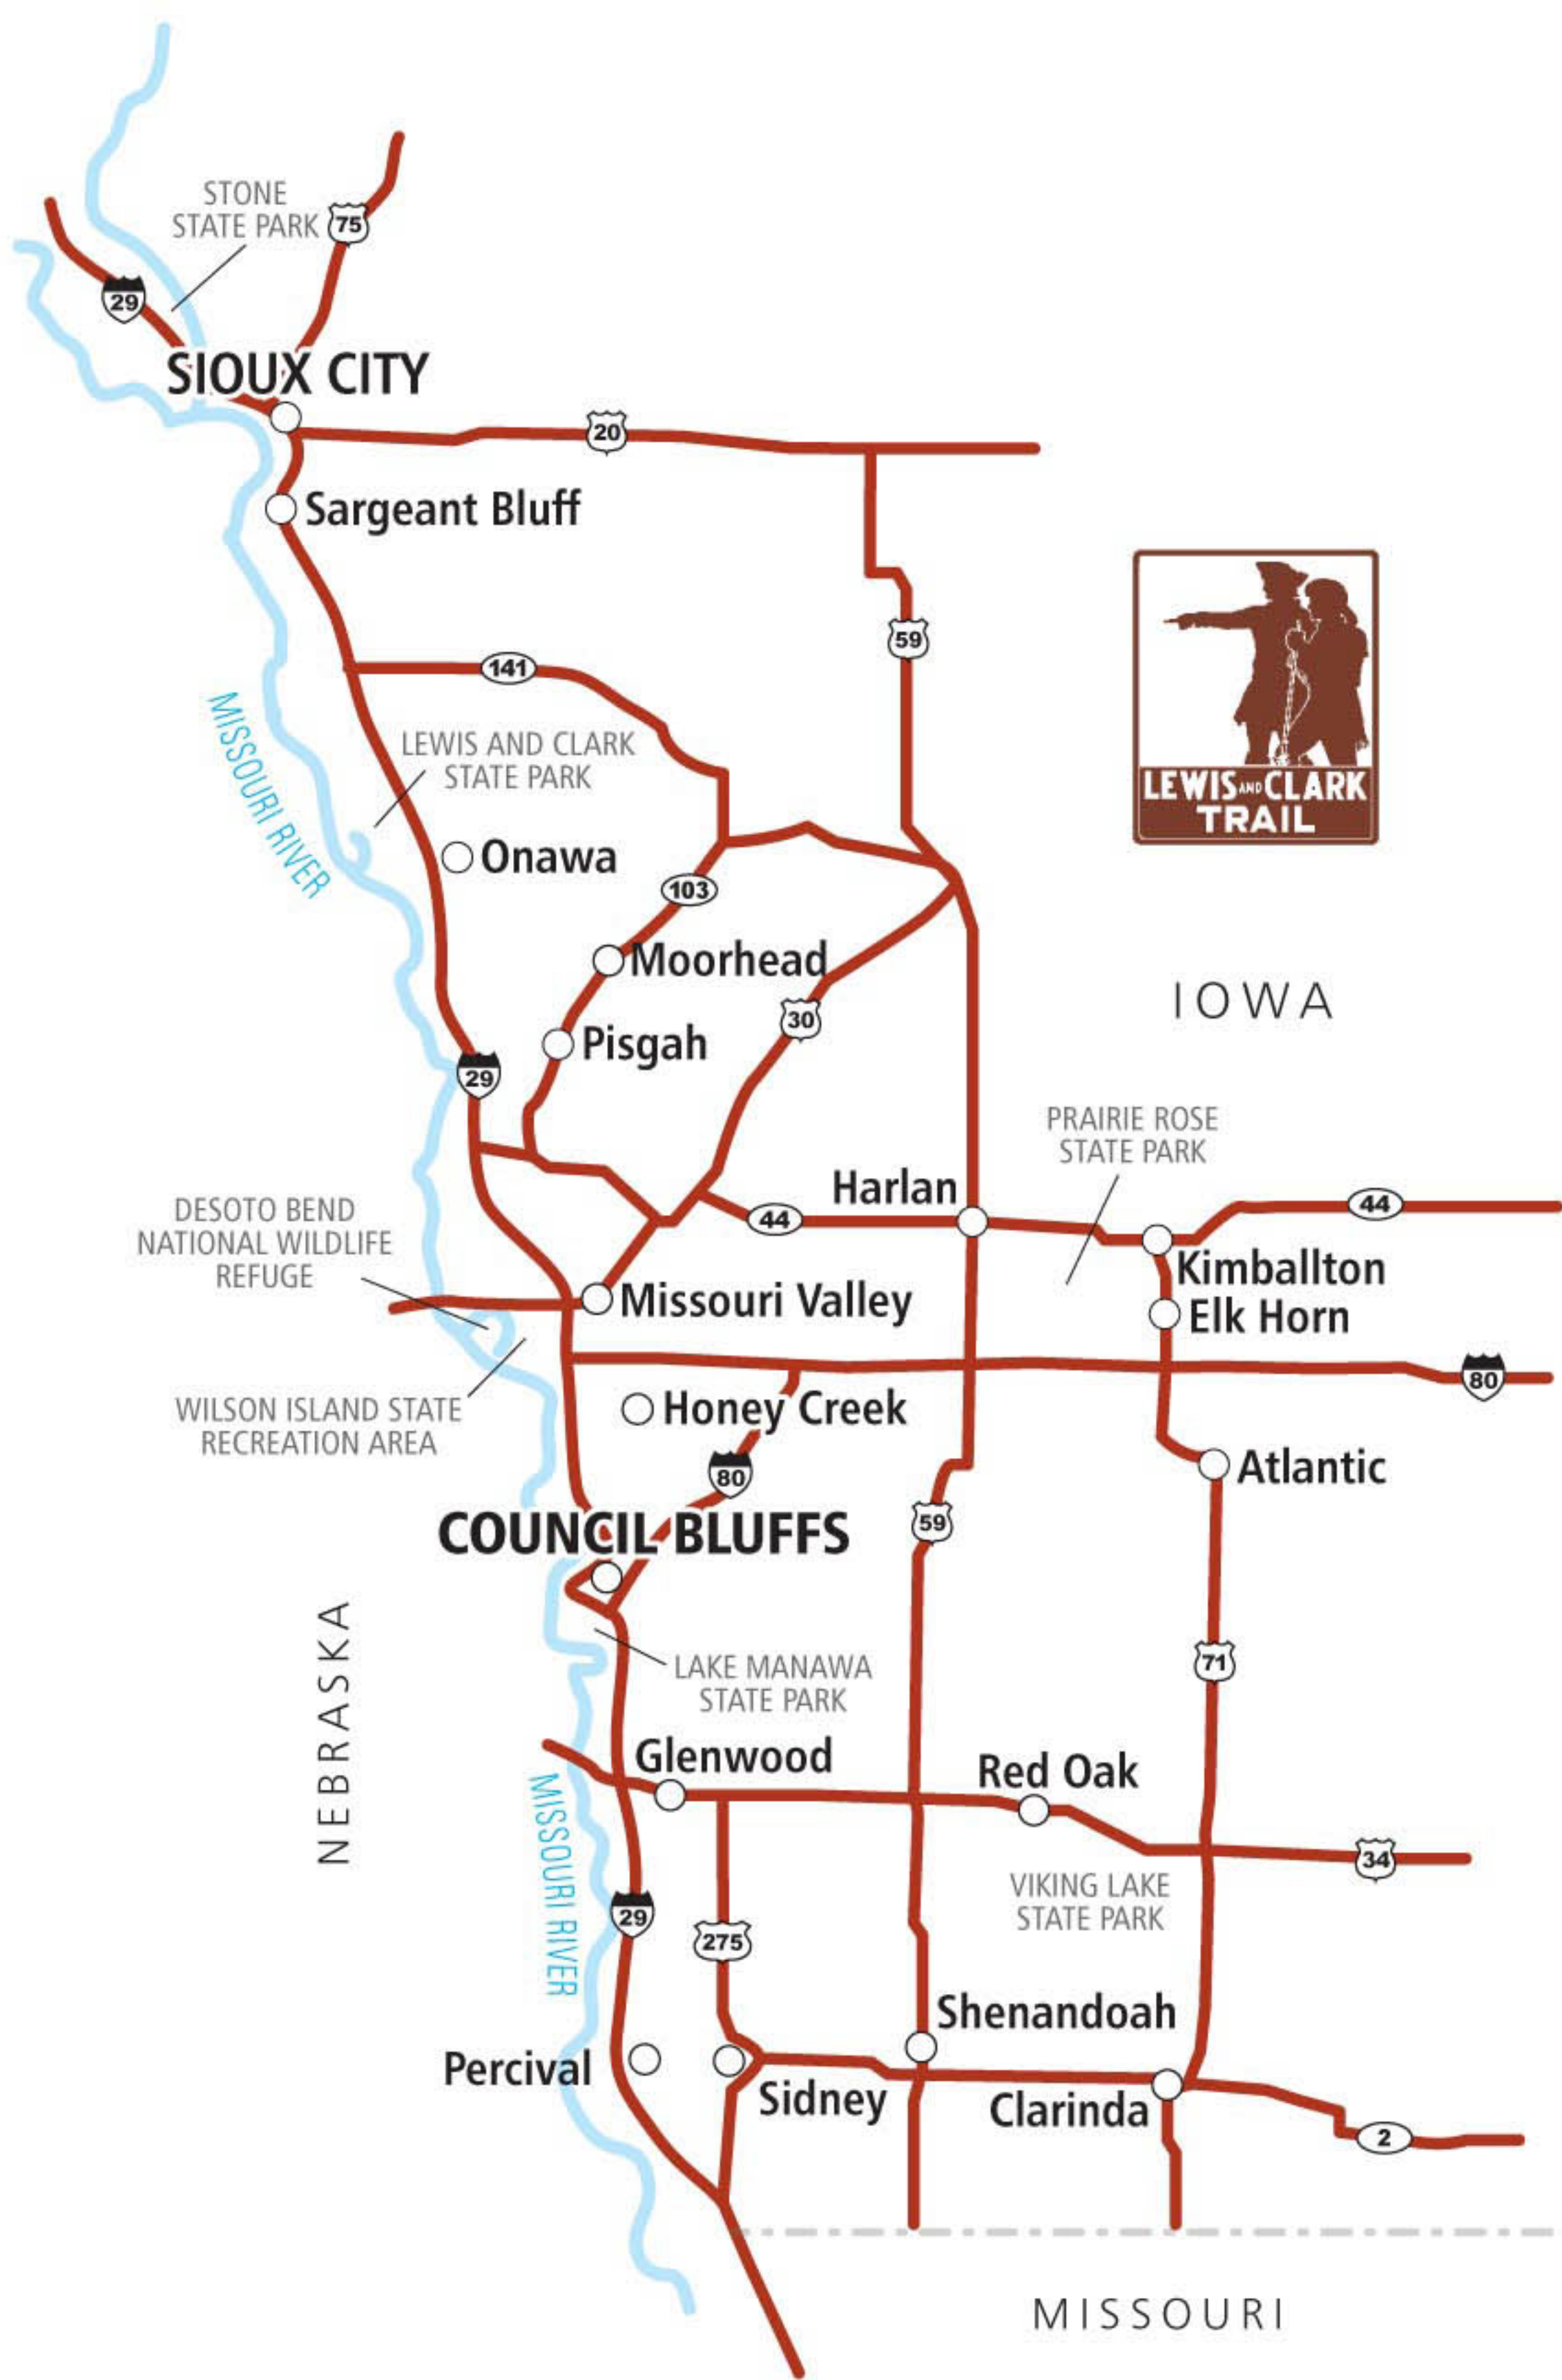 STONE
STATE PARK
75
29
SIOUX CITY
20
Sargeant Bluff
59
141
MISSOURI RIVER
LEWIS AND CLARK
STATE PARK
LEWIS AND CLARK
TRAIL
Onawa
103
Moorhead
IOWA
30
Pisgah
29
PRAIRIE ROSE
STATE PARK
Harlan
DESOTO BEND
NATIONAL WILDLIFE
REFUGE
44
44
Kimballton
Missouri Valley
Elk Horn
80
WILSON ISLAND STATE
RECREATION AREA
Honey Creek
80
Atlantic
COUNCIL BLUFFS
59
NEBRASKA
LAKE MANAWA
STATE PARK
71
Glenwood
Red Oak
MISSOURI RIVER
34
VIKING LAKE
STATE PARK
29
275
Shenandoah
Percival
Sidney
Clarinda
2
MISSOURI